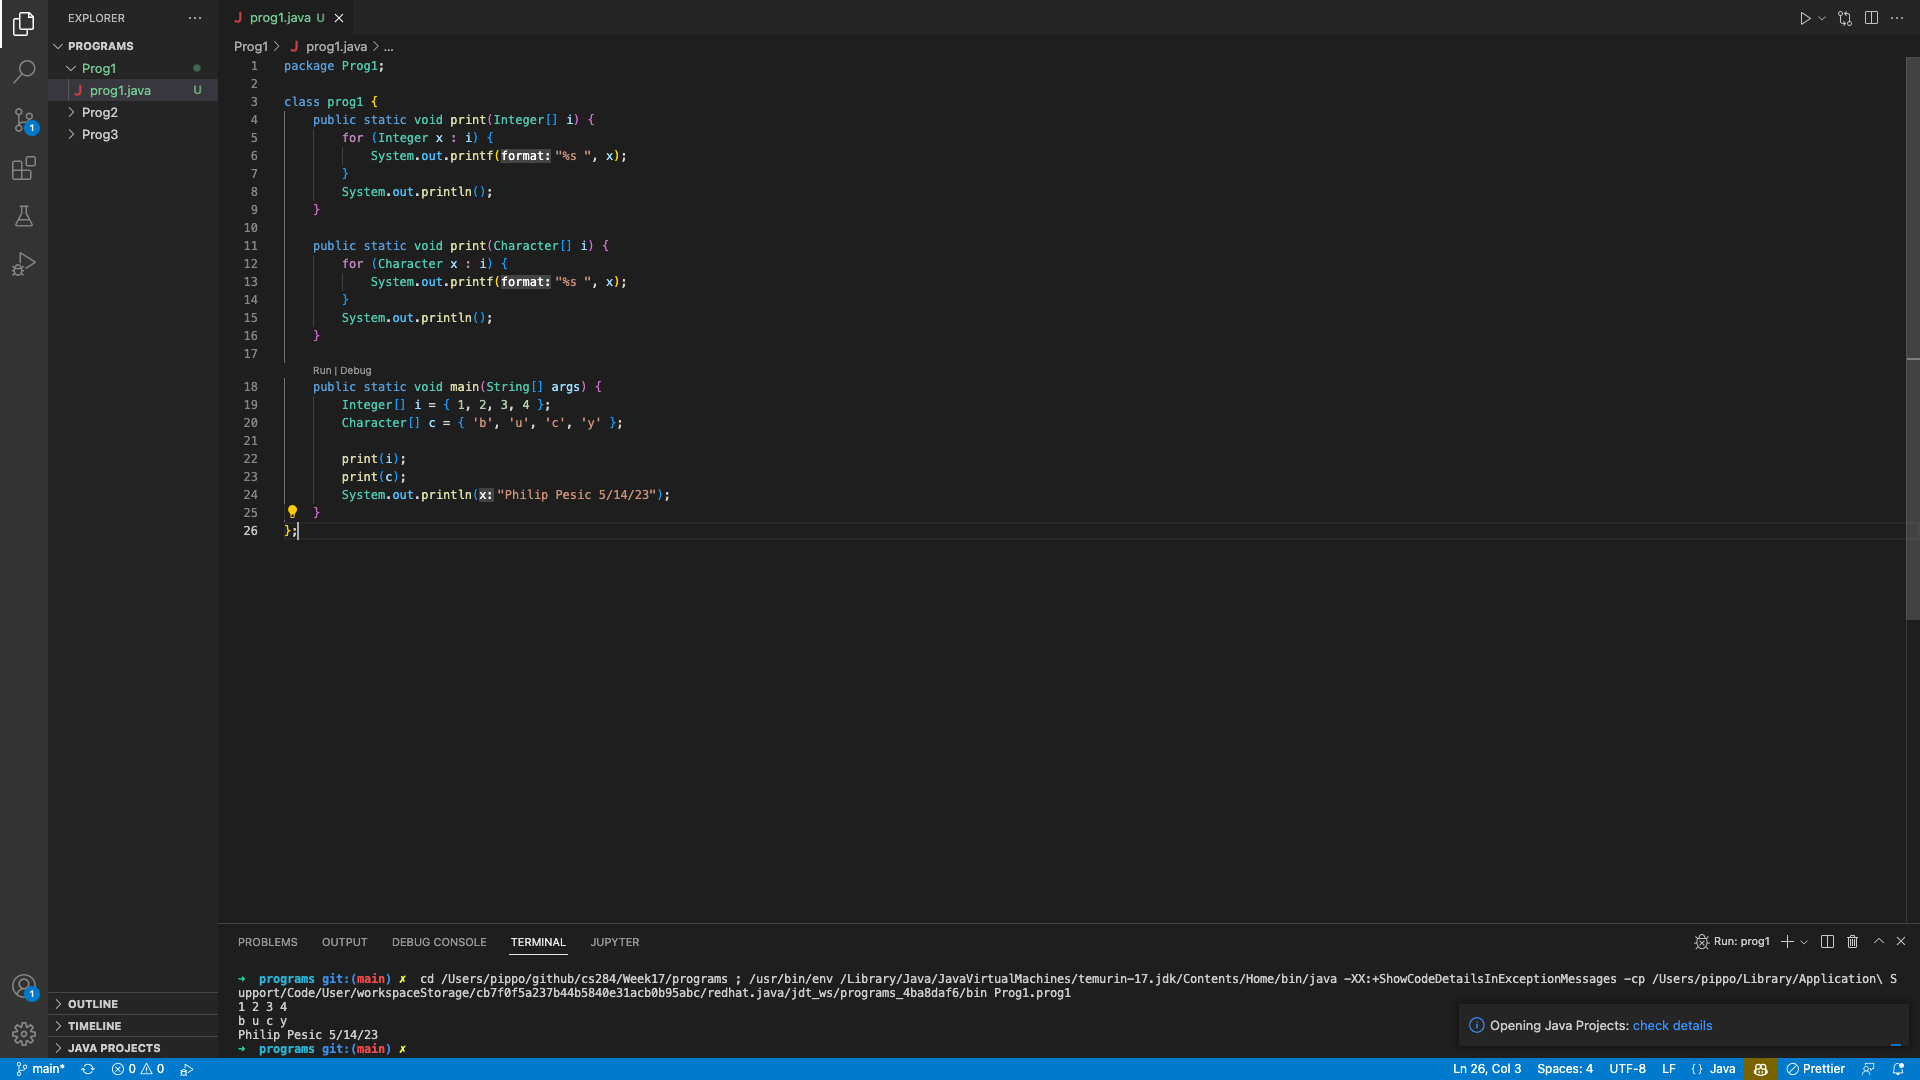 EXPLORER
PROGRAMS
Prog1
prog1.java U
Prog2
Prog3
OUTLINE
TIMELINE
JAVA PROJECTS
prog1.java U
Prog1 > J prog1.java > ...
1 package Prog1;
2
3 class prog1 {
4     public static void print(Integer[] i) {
5         for (Integer x : i) {
6             System.out.printf(format: "%s ", x);
7         }
8         System.out.println();
9     }
10
11     public static void print(Character[] i) {
12         for (Character x : i) {
13             System.out.printf(format: "%s ", x);
14         }
15         System.out.println();
16     }
17
Run | Debug
18     public static void main(String[] args) {
19         Integer[] i = { 1, 2, 3, 4 };
20         Character[] c = { 'b', 'u', 'c', 'y' };
21
22         print(i);
23         print(c);
24         System.out.println(x: "Philip Pesic 5/14/23");
25     }
26 };
PROBLEMS OUTPUT DEBUG CONSOLE TERMINAL JUPYTER Run: prog1
→ programs git:(main) ✗ cd /Users/pippo/github/cs284/Week17/programs ; /usr/bin/env /Library/Java/JavaVirtualMachines/temurin-17.jdk/Contents/Home/bin/java -XX:+ShowCodeDetailsInExceptionMessages -cp /Users/pippo/Library/Application\ S
upport/Code/User/workspaceStorage/cb7f0f5a237b44b5840e31acb0b95abc/redhat.java/jdt_ws/programs_4ba8daf6/bin Prog1.prog1
1 2 3 4
b u c y
Philip Pesic 5/14/23
→ programs git:(main) ✗
Opening Java Projects: check details
1
1
main* 0 0 Ln 26, Col 3 Spaces: 4 UTF-8 LF {} Java Prettier